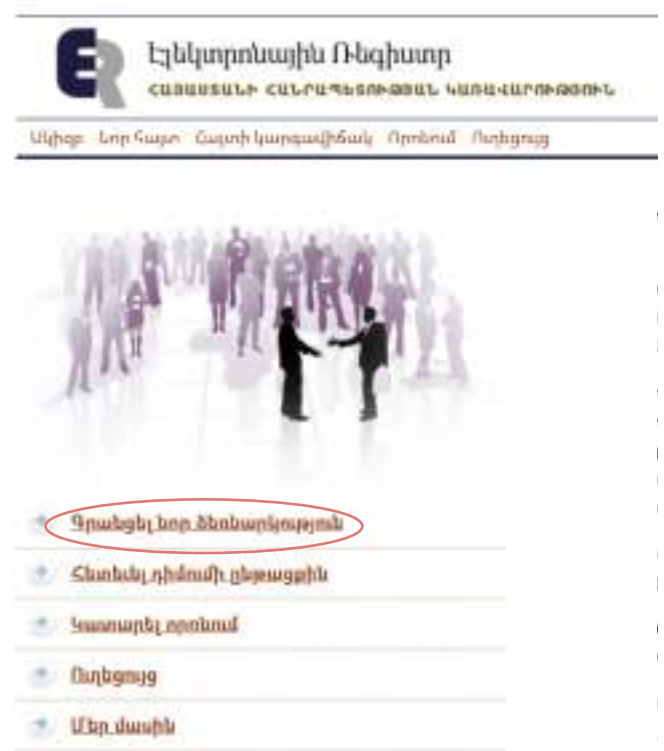 ER
Էլեկտրոնային Ռեգիստր
ՀԱՅԱՍՏԱՆԻ ՀԱՆՐԱՊԵՏՈՒԹՅԱՆ ԿԱՌԱՎԱՐՈՒԹՅՈՒՆ
Սկիզբ Նոր հայտ Հայտի կարգավիճակ Որոնում Ուղեցույց
Գրանցել նոր ձեռնարկություն
Հետևել դիմումի ընթացքին
Կատարել որոնում
Ուղեցույց
Մեր մասին